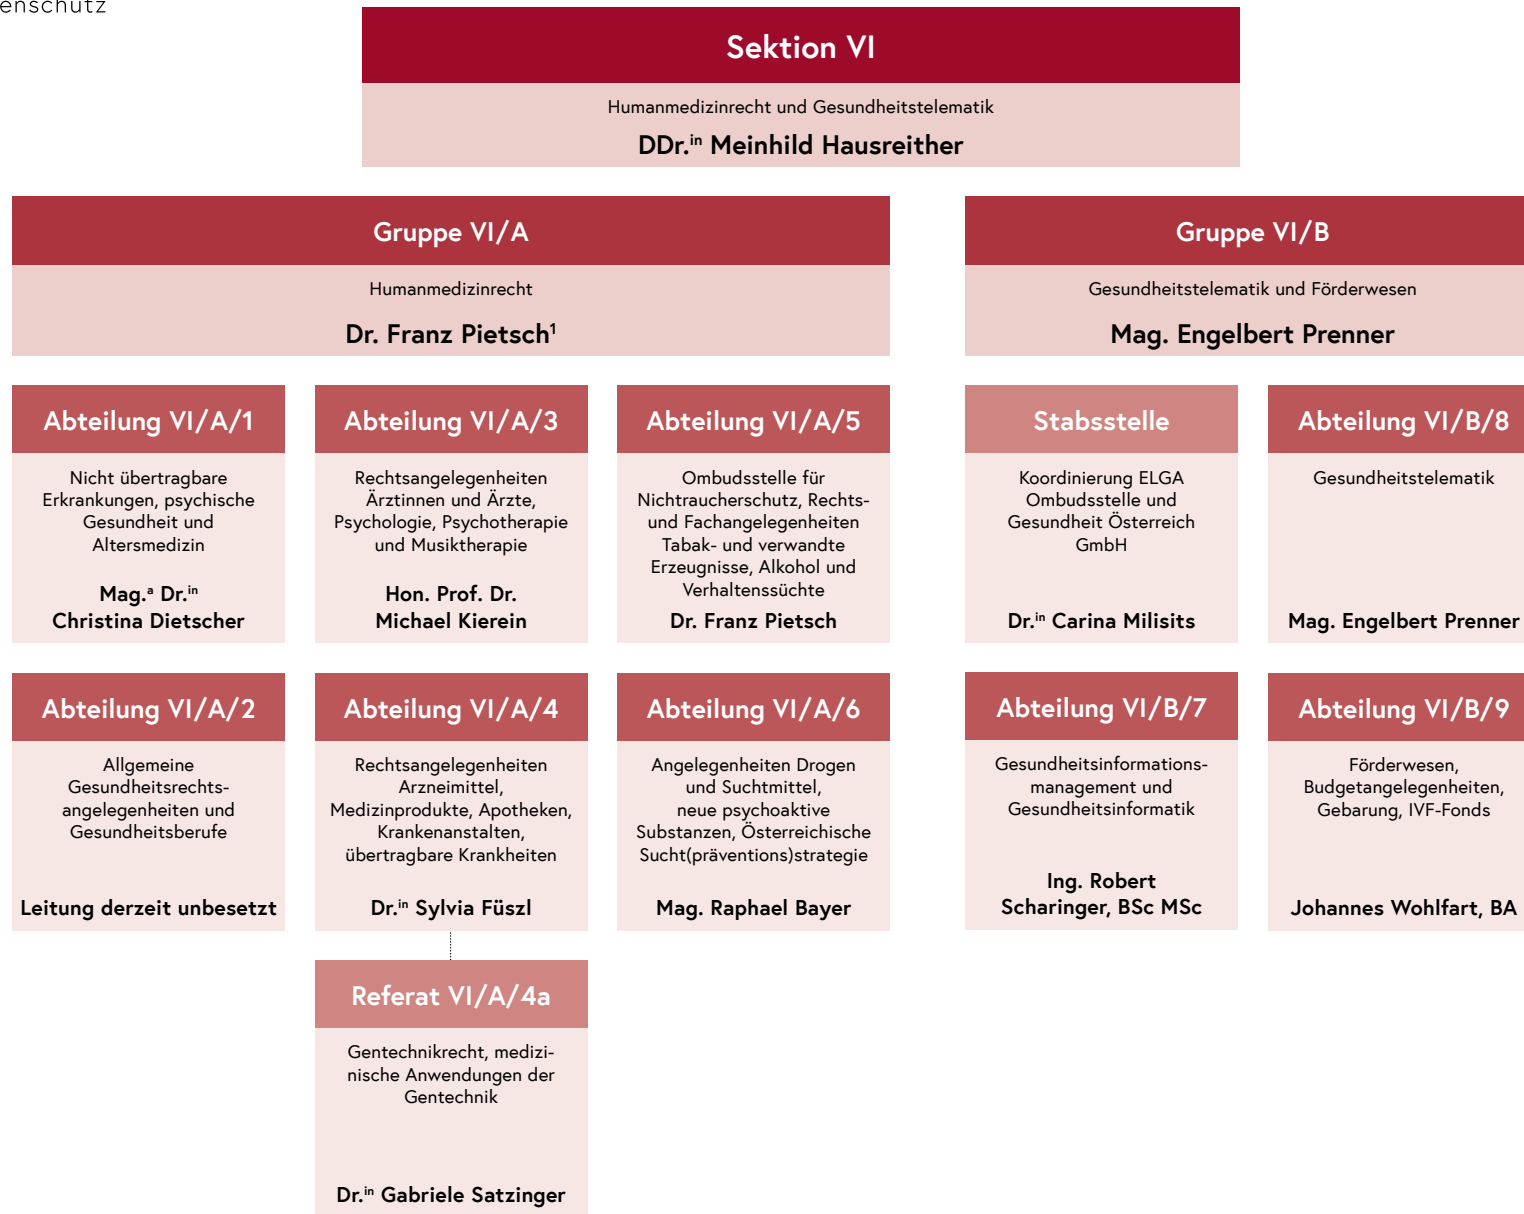 enschutz
Sektion VI
Humanmedizinrecht und Gesundheitstelematik
DDr.in Meinhild Hausreither
Gruppe VI/A
Humanmedizinrecht
Dr. Franz Pietsch1
Gruppe VI/B
Gesundheitstelematik und Förderwesen
Mag. Engelbert Prenner
Abteilung VI/A/1
Nicht übertragbare
Erkrankungen, psychische
Gesundheit und
Altersmedizin
Mag.a Dr.in
Christina Dietscher
Abteilung VI/A/3
Rechtsangelegenheiten
Ärztinnen und Ärzte,
Psychologie, Psychotherapie
und Musiktherapie
Hon. Prof. Dr.
Michael Kierein
Abteilung VI/A/5
Ombudsstelle für
Nichtraucherschutz, Rechts-
und Fachangelegenheiten
Tabak- und verwandte
Erzeugnisse, Alkohol und
Verhaltenssüchte
Dr. Franz Pietsch
Stabsstelle
Koordinierung ELGA
Ombudsstelle und
Gesundheit Österreich
GmbH
Dr.in Carina Milisits
Abteilung VI/B/8
Gesundheitstelematik
Mag. Engelbert Prenner
Abteilung VI/A/2
Allgemeine
Gesundheitsrechts-
angelegenheiten und
Gesundheitsberufe
Leitung derzeit unbesetzt
Abteilung VI/A/4
Rechtsangelegenheiten
Arzneimittel,
Medizinprodukte, Apotheken,
Krankenanstalten,
übertragbare Krankheiten
Dr.in Sylvia Füszl
Abteilung VI/A/6
Angelegenheiten Drogen
und Suchtmittel,
neue psychoaktive
Substanzen, Österreichische
Sucht(präventions)strategie
Mag. Raphael Bayer
Abteilung VI/B/7
Gesundheitsinformations-
management und
Gesundheitsinformatik
Ing. Robert
Scharinger, BSc MSc
Abteilung VI/B/9
Förderwesen,
Budgetangelegenheiten,
Gebarung, IVF-Fonds
Johannes Wohlfart, BA
Referat VI/A/4a
Gentechnikrecht, medizi-
nische Anwendungen der
Gentechnik
Dr.in Gabriele Satzinger